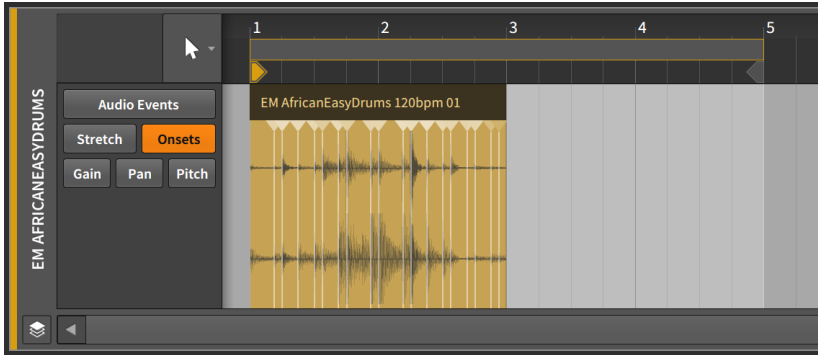 1 2 3 4 5
EM AFRICANEASYDRUMS
Audio Events
Stretch Onsets
Gain Pan Pitch
EM AfricanEasyDrums 120bpm 01